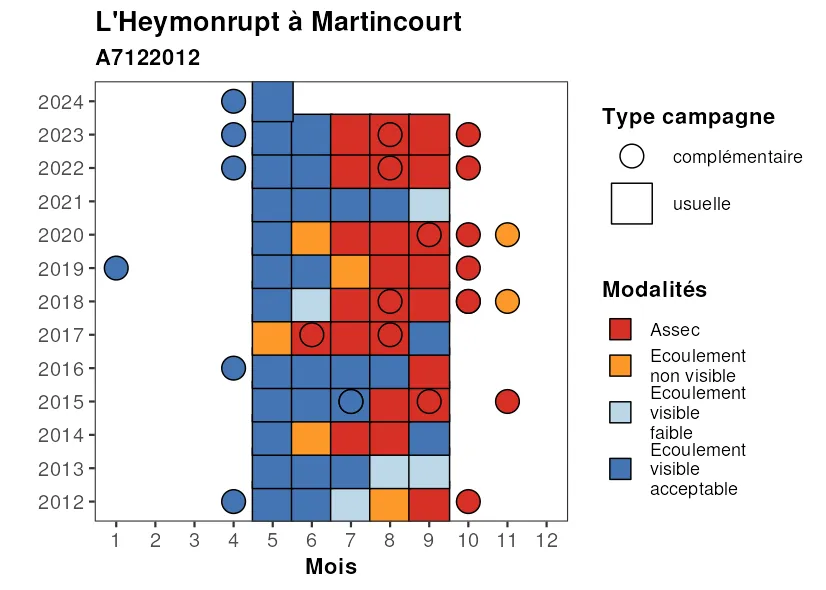 L'Heymonrupt à Martincourt
A7122012
2024
2023
2022
2021
2020
2019
2018
2017
2016
2015
2014
2013
2012
1 2 3 4 5 6 7 8 9 10 11 12
Mois
Type campagne
complémentaire
usuelle
Modalités
Assec
Ecoulement
non visible
Ecoulement
visible
faible
Ecoulement
visible
acceptable